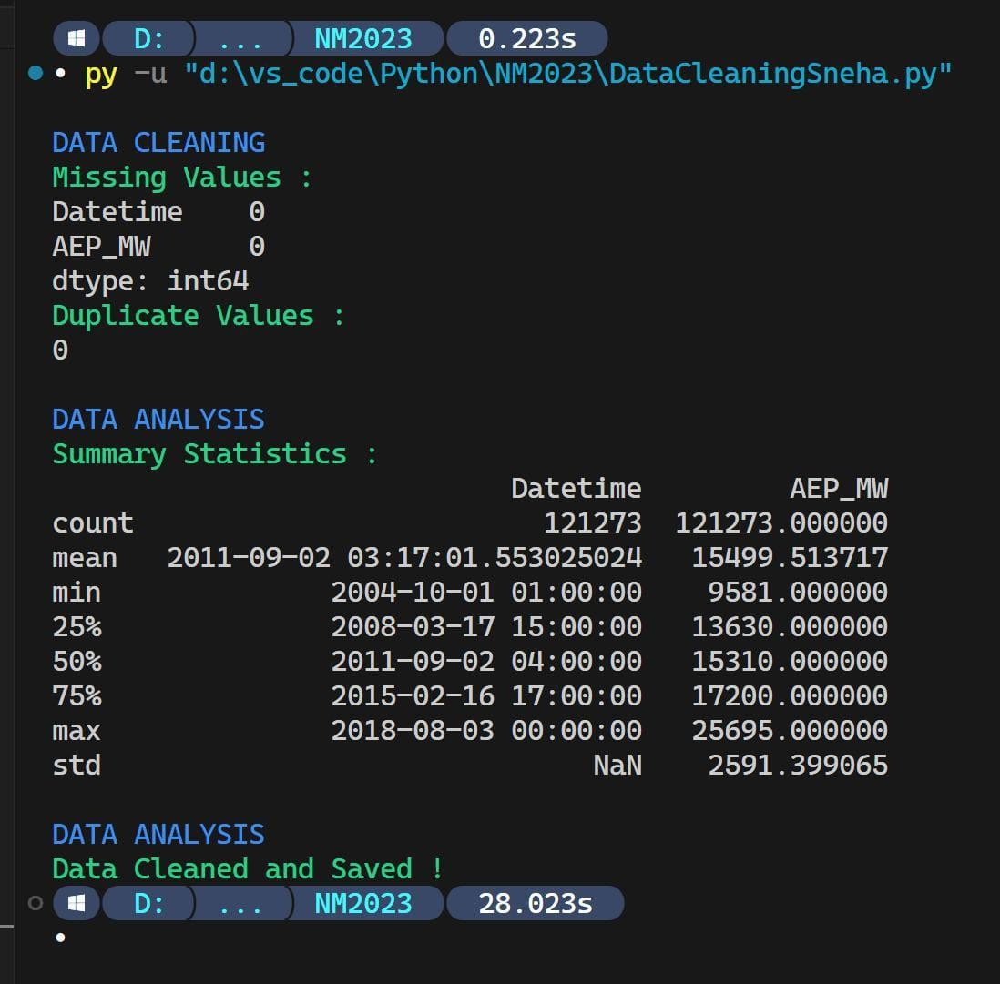 D: ... NM2023 0.223s
• py -u "d:\vs_code\Python\NM2023\DataCleaningSneha.py"
DATA CLEANING
Missing Values :
Datetime    0
AEP_MW      0
dtype: int64
Duplicate Values :
0
DATA ANALYSIS
Summary Statistics :
                            Datetime         AEP_MW
count                         121273  121273.000000
mean   2011-09-02 03:17:01.553025024   15499.513717
min              2004-10-01 01:00:00    9581.000000
25%              2008-03-17 15:00:00   13630.000000
50%              2011-09-02 04:00:00   15310.000000
75%              2015-02-16 17:00:00   17200.000000
max              2018-08-03 00:00:00   25695.000000
std                              NaN    2591.399065
DATA ANALYSIS
Data Cleaned and Saved !
D: ... NM2023 28.023s
•